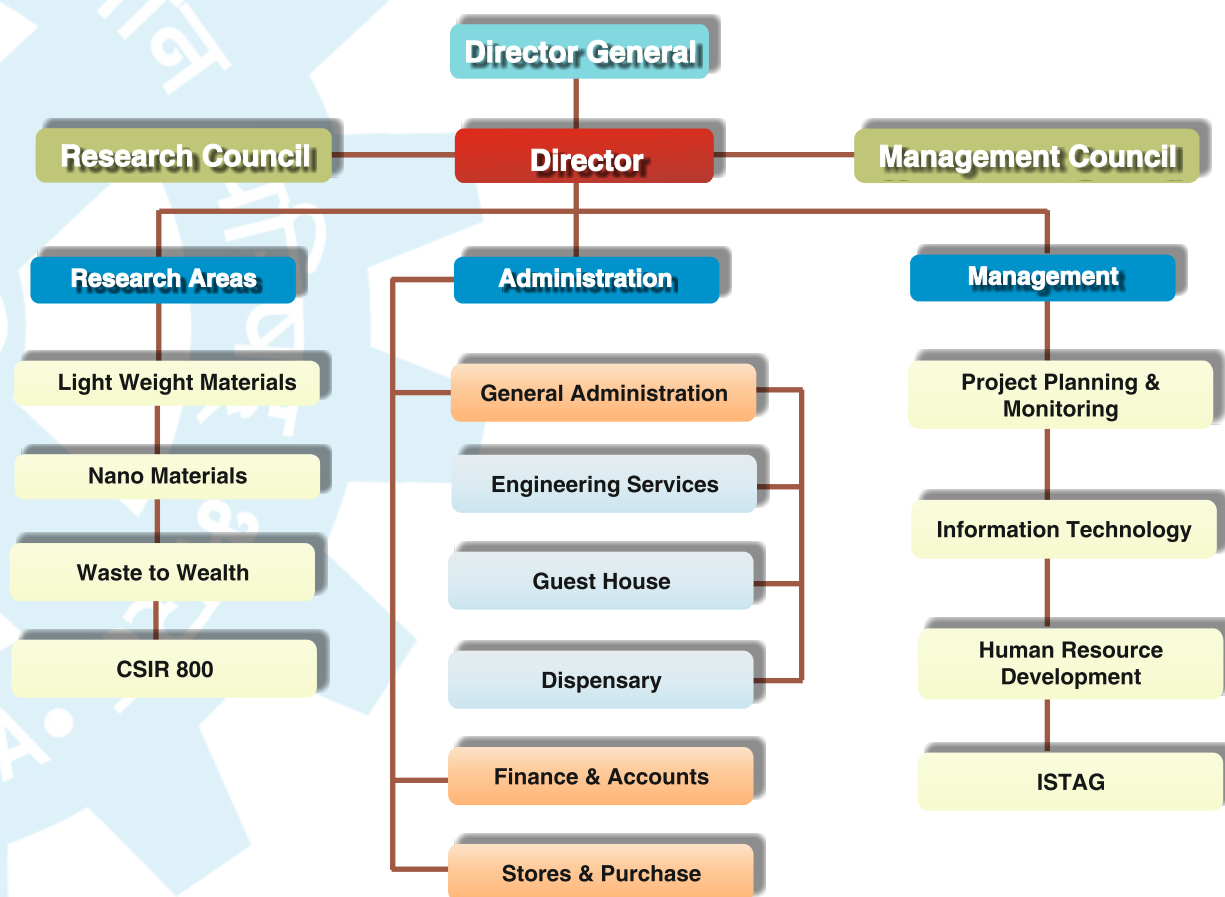 Director General
Research Council
Director
Management Council
Research Areas
Administration
Management
Light Weight Materials
Nano Materials
Waste to Wealth
CSIR 800
General Administration
Engineering Services
Guest House
Dispensary
Finance & Accounts
Stores & Purchase
Project Planning &
Monitoring
Information Technology
Human Resource
Development
ISTAG